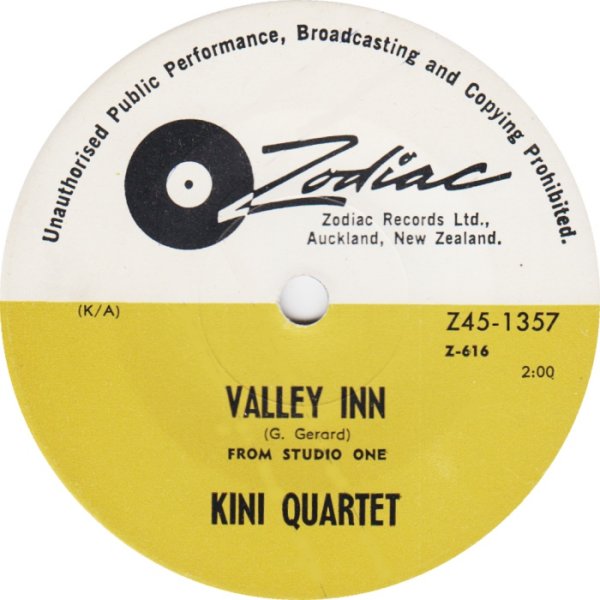 Unauthorised Public Performance, Broadcasting and Copying Prohibited.
Zodiac
Zodiac Records Ltd.,
Auckland, New Zealand.
(K/A)
Z45-1357
Z-616
2:00
VALLEY INN
(G. Gerard)
FROM STUDIO ONE
KINI QUARTET